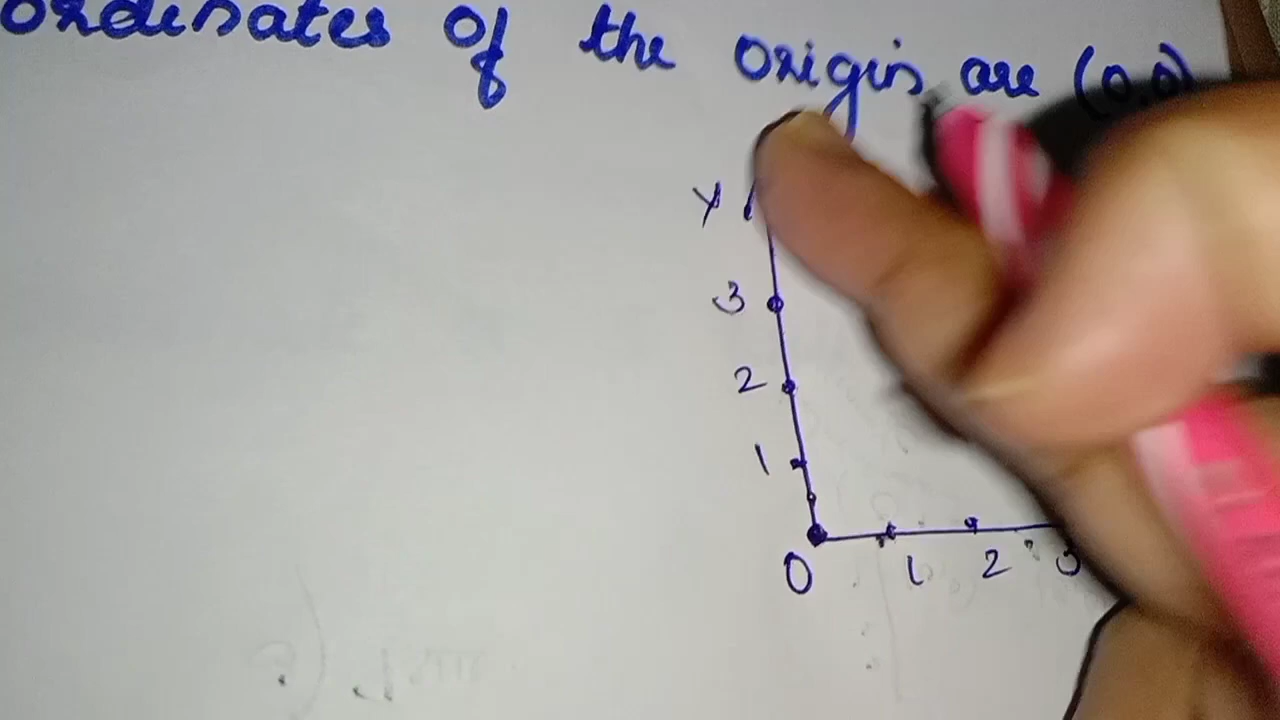 ordinates of the origin are (0,0)
Y
3
2
1
0 1 2 3